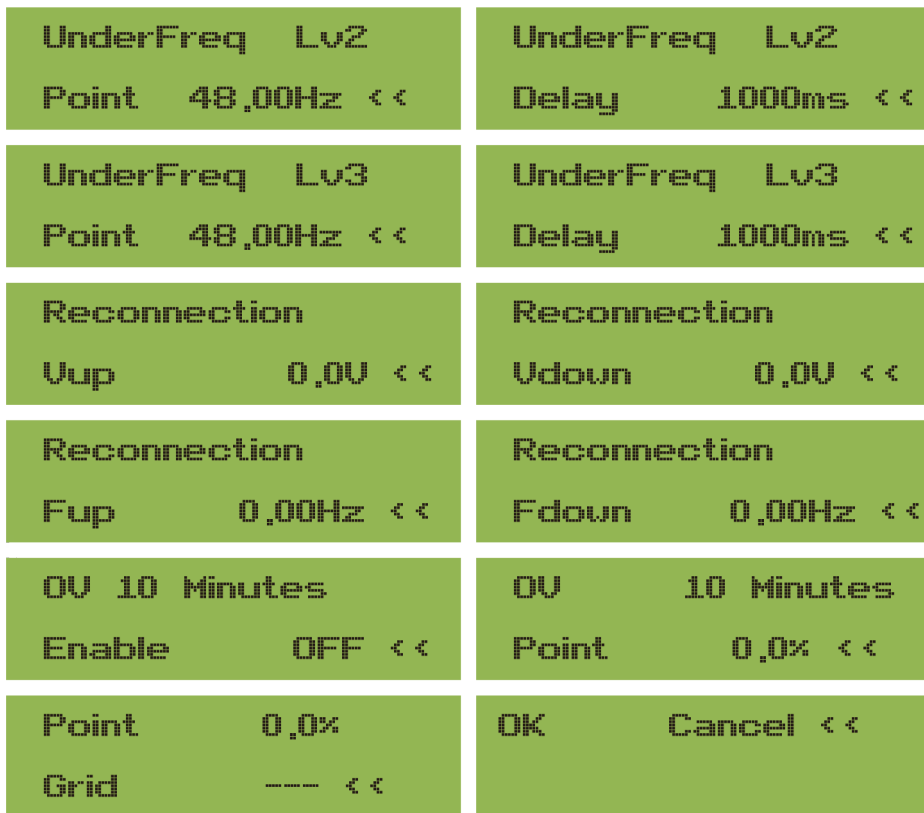 UnderFreq Lv2
Point 48.00Hz <<
UnderFreq Lv2
Delay 1000ms <<
UnderFreq Lv3
Point 48.00Hz <<
UnderFreq Lv3
Delay 1000ms <<
Reconnection
Vup 0.0V <<
Reconnection
Vdown 0.0V <<
Reconnection
Fup 0.00Hz <<
Reconnection
Fdown 0.00Hz <<
OV 10 Minutes
Enable OFF <<
OV 10 Minutes
Point 0.0% <<
Point 0.0%
Grid --- <<
OK Cancel <<